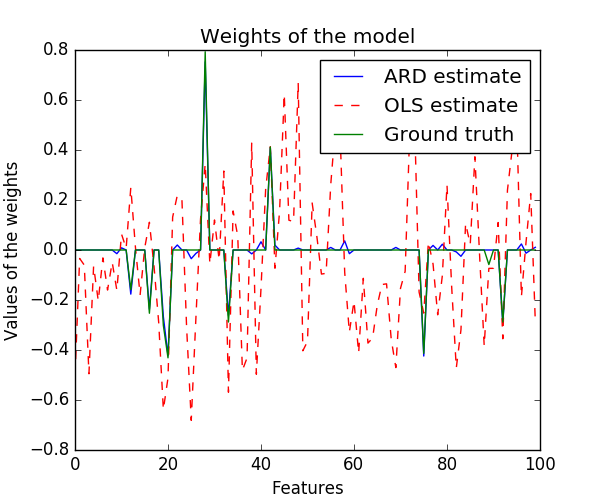 Weights of the model
ARD estimate
OLS estimate
Ground truth
0.8
0.6
0.4
0.2
0.0
−0.2
−0.4
−0.6
−0.8
Values of the weights
0 20 40 60 80 100
Features